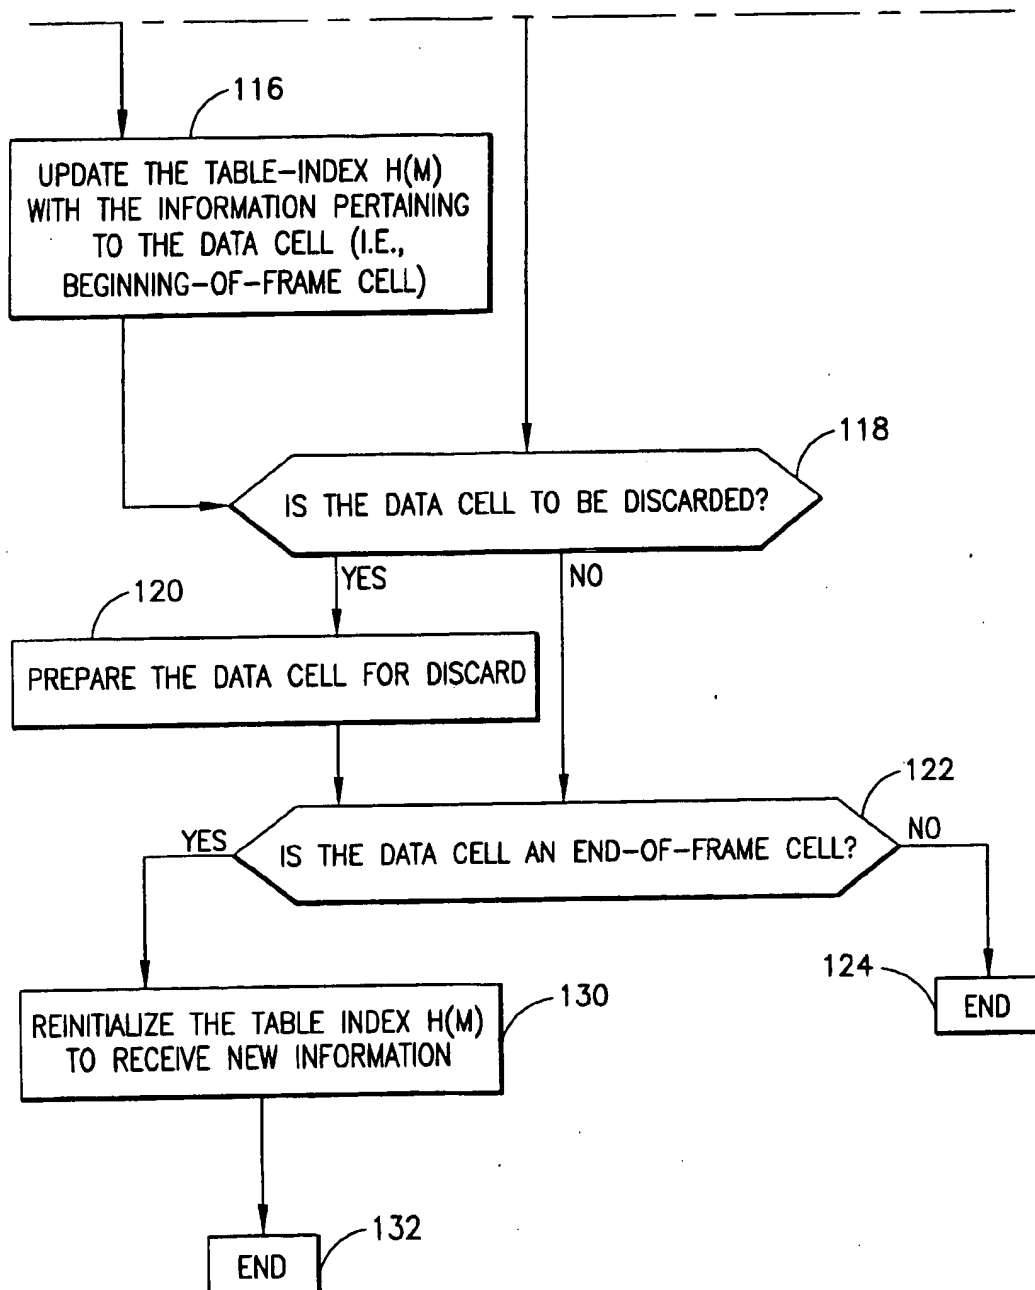 116
UPDATE THE TABLE-INDEX H(M)
WITH THE INFORMATION PERTAINING
TO THE DATA CELL (I.E.,
BEGINNING-OF-FRAME CELL)
118
IS THE DATA CELL TO BE DISCARDED?
YES
NO
120
PREPARE THE DATA CELL FOR DISCARD
122
YES
IS THE DATA CELL AN END-OF-FRAME CELL?
NO
124
END
130
REINITIALIZE THE TABLE INDEX H(M)
TO RECEIVE NEW INFORMATION
132
END